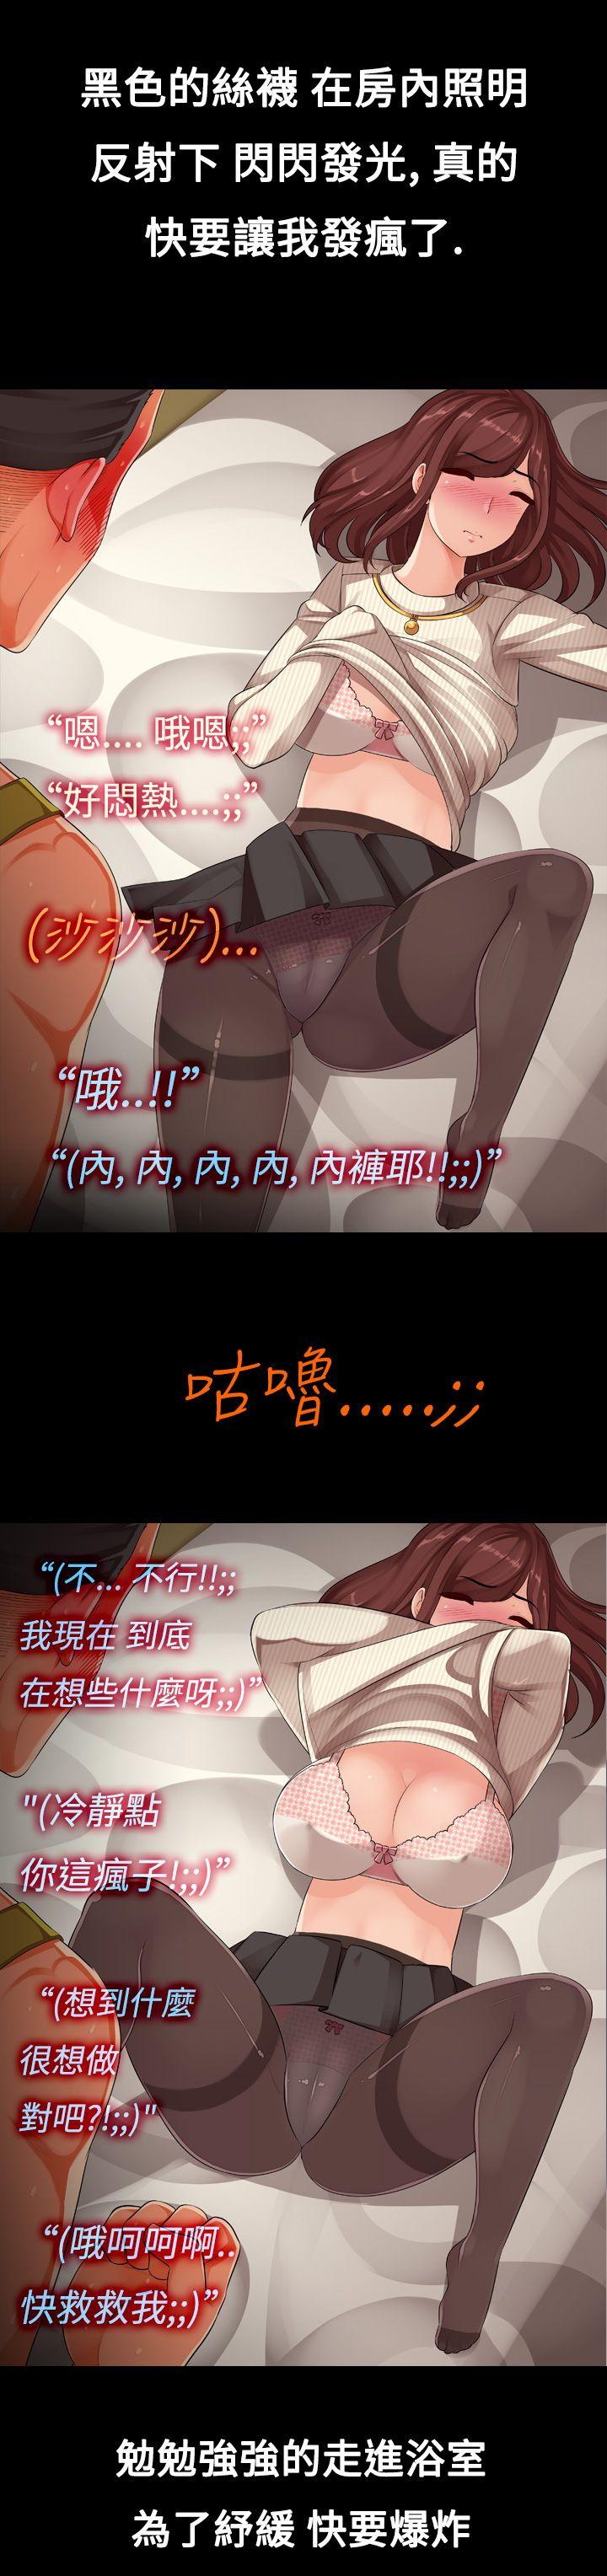 黑色的絲襪 在房內照明
反射下 閃閃發光, 真的
快要讓我發瘋了.
“嗯.... 哦嗯;;”
“好悶熱....;;”
(沙沙沙)...
“哦..!!”
“(內, 內, 內, 內, 內褲耶!!;;)”
咕嚕.....;;
“(不... 不行!!;;
我現在 到底
在想些什麼呀;;)”
"(冷靜點
你這瘋子!;;)”
“(想到什麼
很想做
對吧?!;;)"
“(哦呵呵啊..
快救救我;;)”
勉勉強強的走進浴室
為了紓緩 快要爆炸